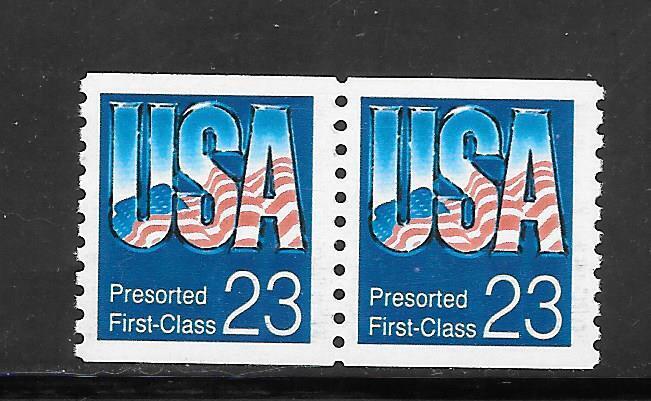 USA
Presorted
First-Class 23
USA
Presorted
First-Class 23